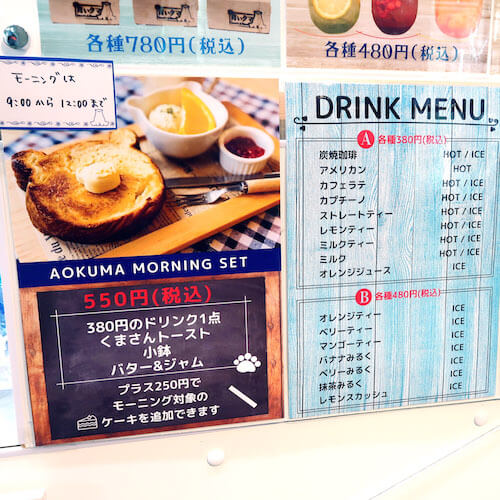 各種780円(税込)
各種480円(税込)
モーニングは
9:00から12:00まで
AOKUMA MORNING SET
550円(税込)
380円のドリンク1点
くまさんトースト
小鉢
バター&ジャム
プラス250円で
モーニング対象の
ケーキを追加できます
DRINK MENU
A 各種380円(税込)
炭焼珈琲 HOT / ICE
アメリカン HOT
カフェラテ HOT / ICE
カプチーノ HOT / ICE
ストレートティー HOT / ICE
レモンティー HOT / ICE
ミルクティー HOT / ICE
ミルク HOT / ICE
オレンジジュース ICE
B 各種480円(税込)
オレンジティー ICE
ベリーティー ICE
マンゴーティー ICE
バナナみるく ICE
ベリーみるく ICE
抹茶みるく ICE
レモンスカッシュ ICE